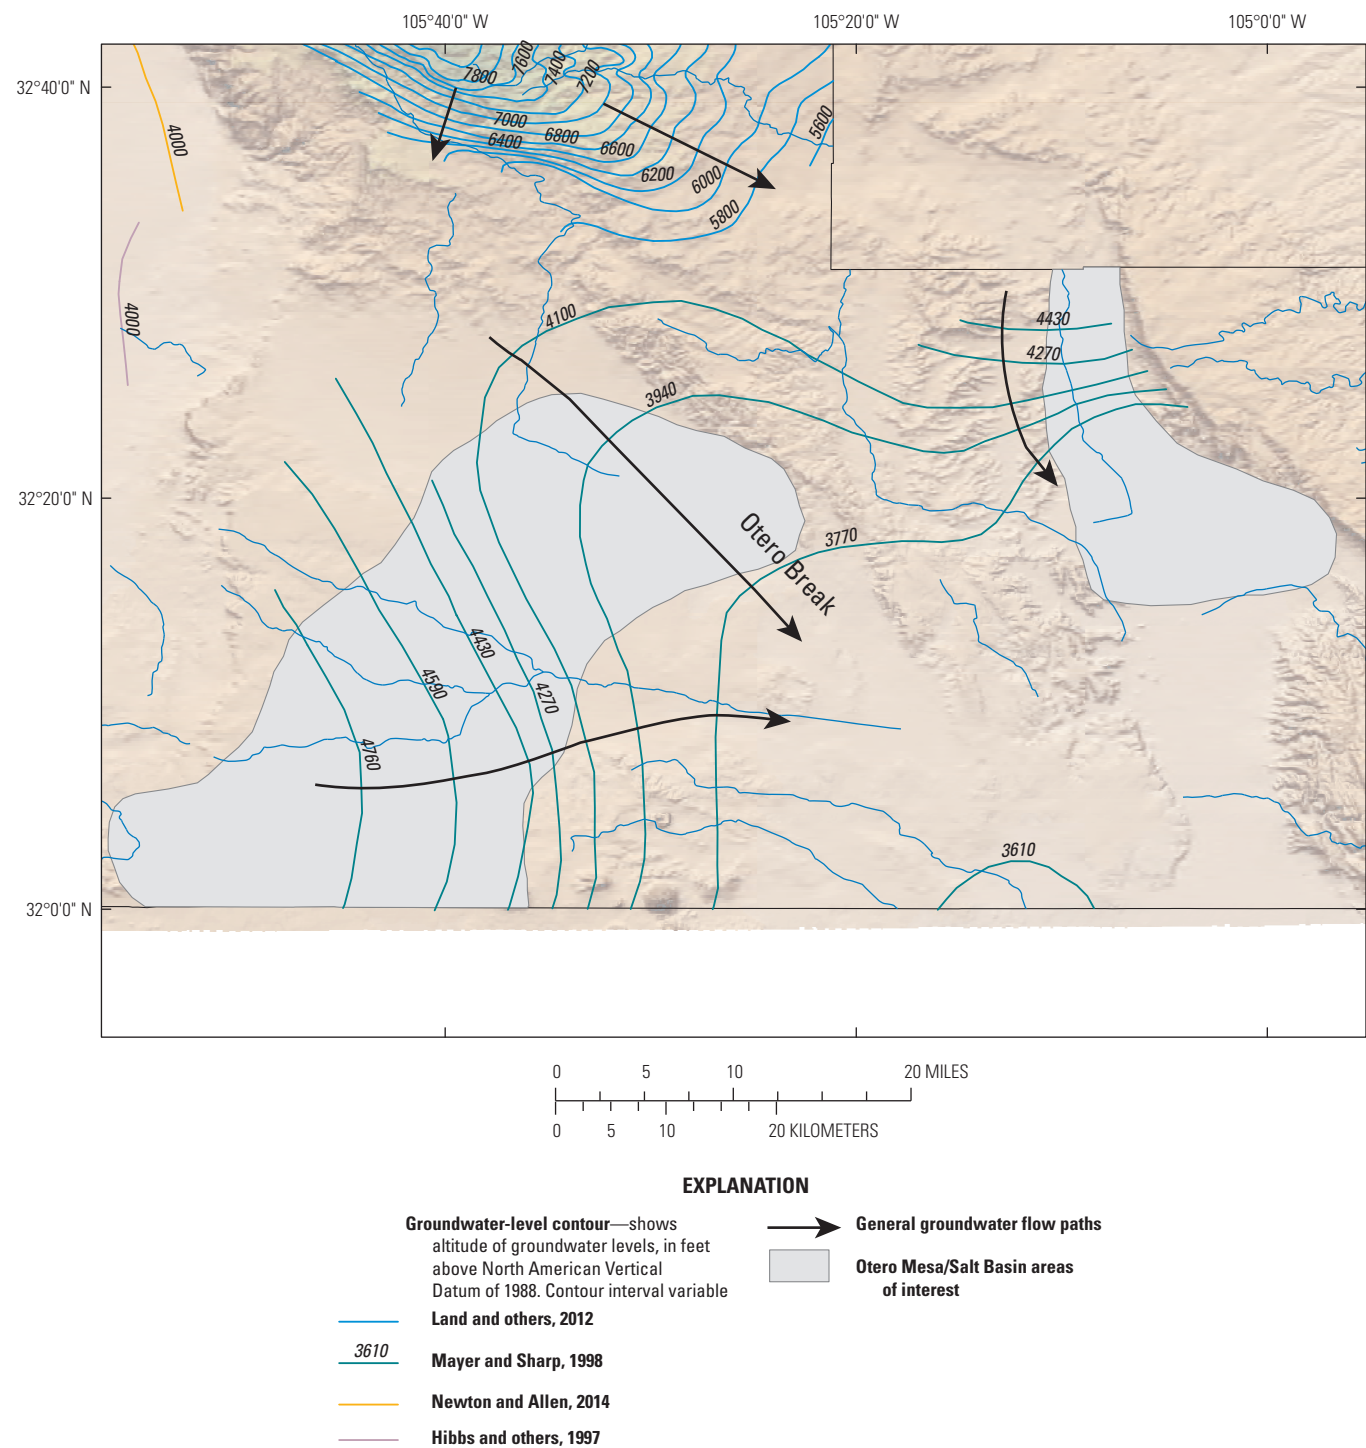 105°40'0" W
105°20'0" W
105°0'0" W
32°40'0" N
7800
7600
7400
7200
7000
6800
6400
6600
6200
6000
5800
5600
4000
4000
4100
3940
4430
4270
32°20'0" N
Otero Break
3770
4430
4590
4270
4760
3610
32°0'0" N
0 5 10 20 MILES
0 5 10 20 KILOMETERS
EXPLANATION
Groundwater-level contour—shows
altitude of groundwater levels, in feet
above North American Vertical
Datum of 1988. Contour interval variable
Land and others, 2012
3610
Mayer and Sharp, 1998
Newton and Allen, 2014
Hibbs and others, 1997
General groundwater flow paths
Otero Mesa/Salt Basin areas
of interest